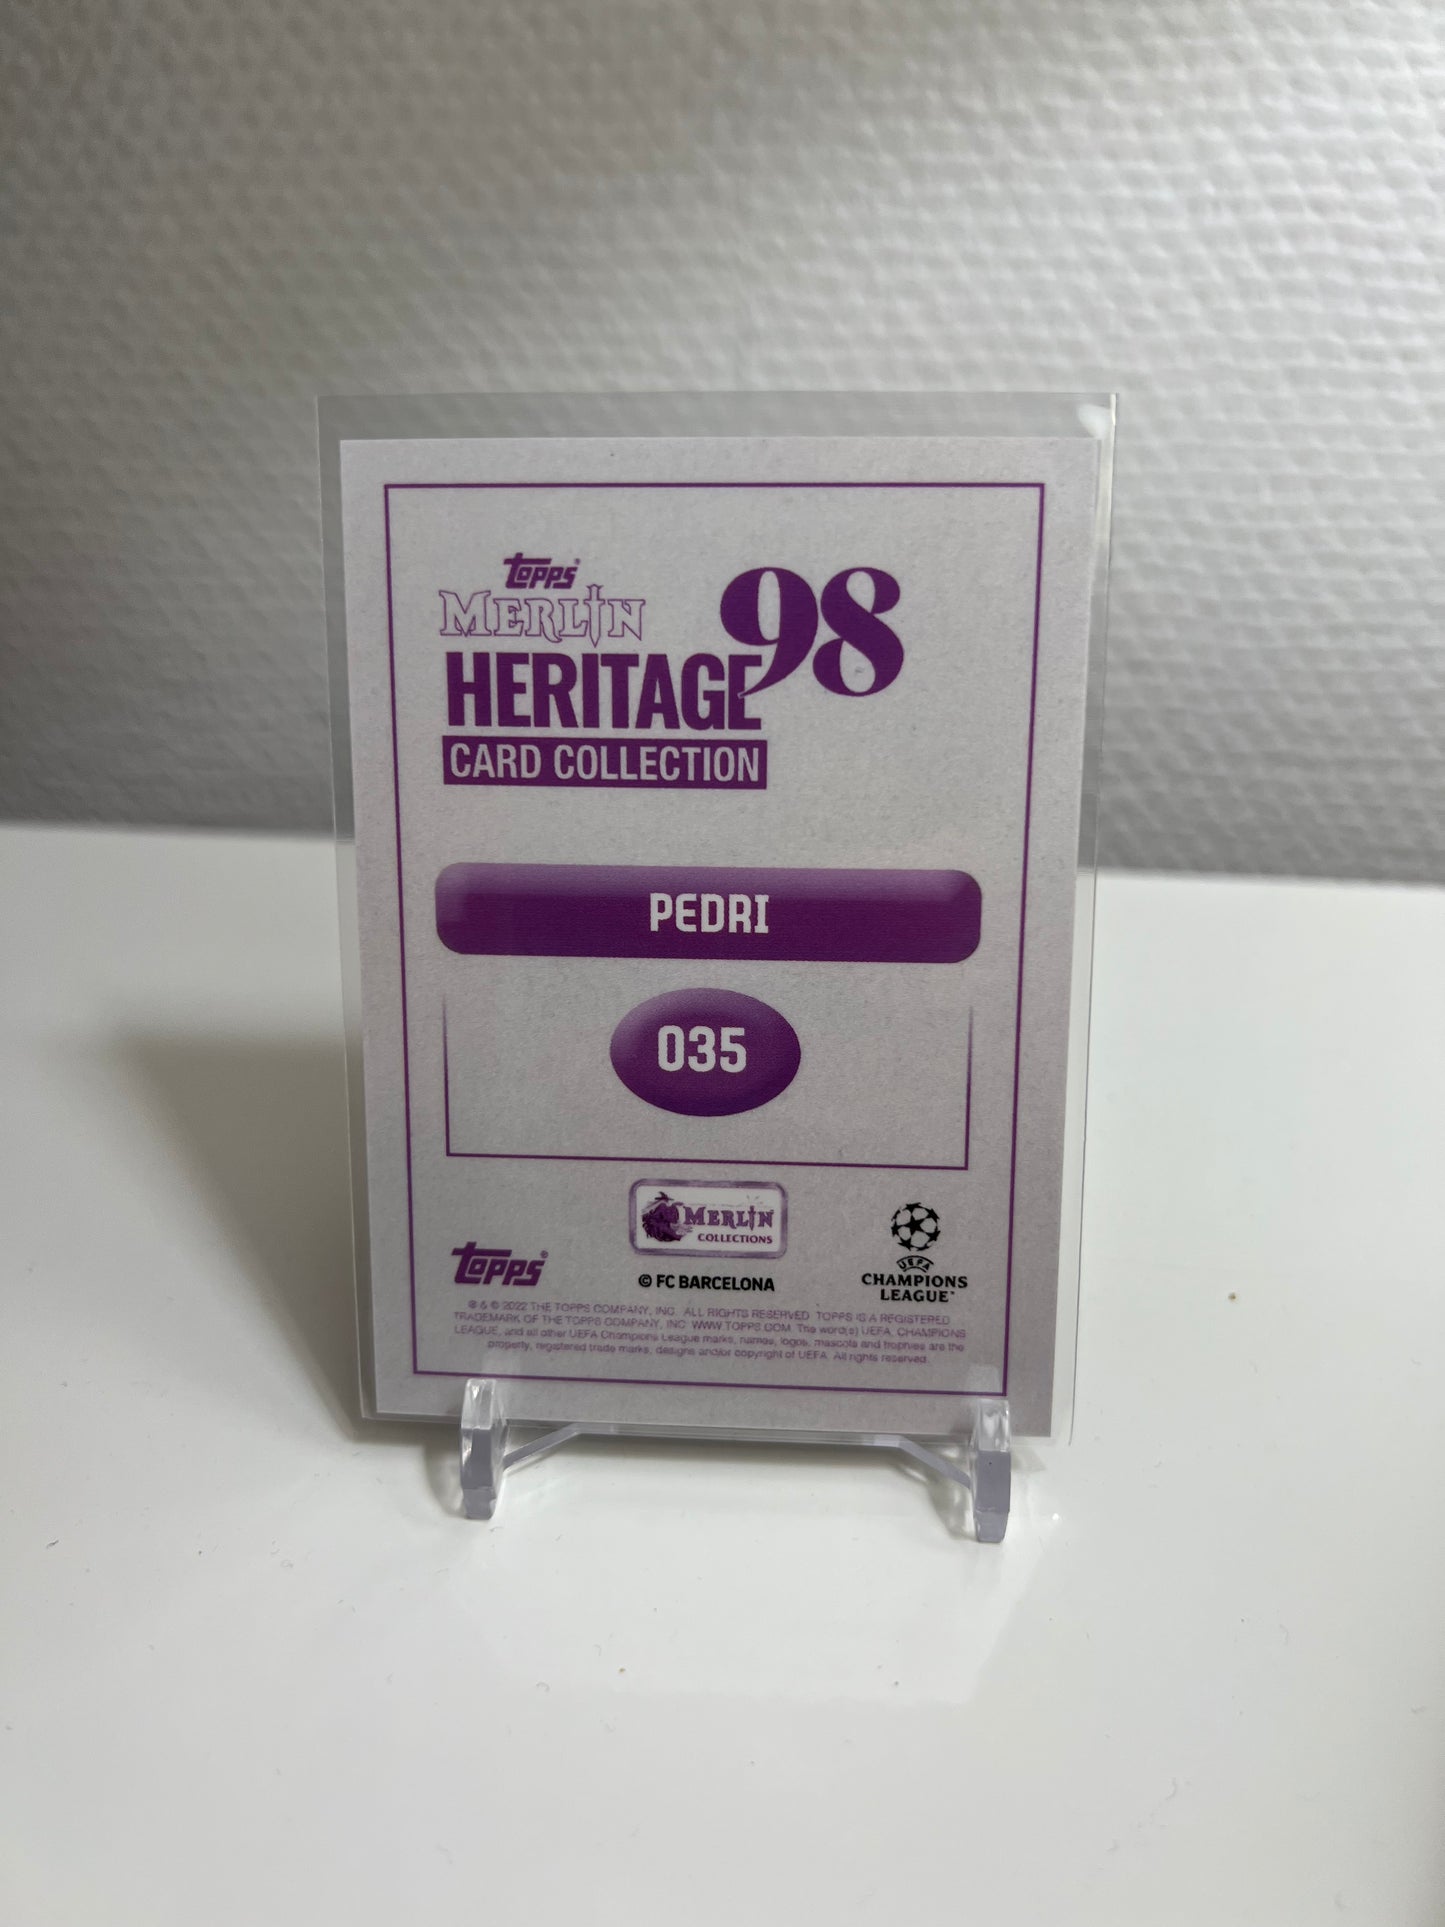 topps
MERLIN
HERITAGE 98
CARD COLLECTION
PEDRI
035
MERLIN
COLLECTIONS
topps®
© FC BARCELONA
UEFA
CHAMPIONS
LEAGUE™
® & © 2022 THE TOPPS COMPANY, INC. ALL RIGHTS RESERVED. TOPPS IS A REGISTERED
TRADEMARK OF THE TOPPS COMPANY, INC. WWW.TOPPS.COM. The word(s) UEFA, CHAMPIONS
LEAGUE, and all other UEFA Champions League marks, names, logos, mascots and trophies are the
property, registered trade marks, designs and/or copyright of UEFA. All rights reserved.